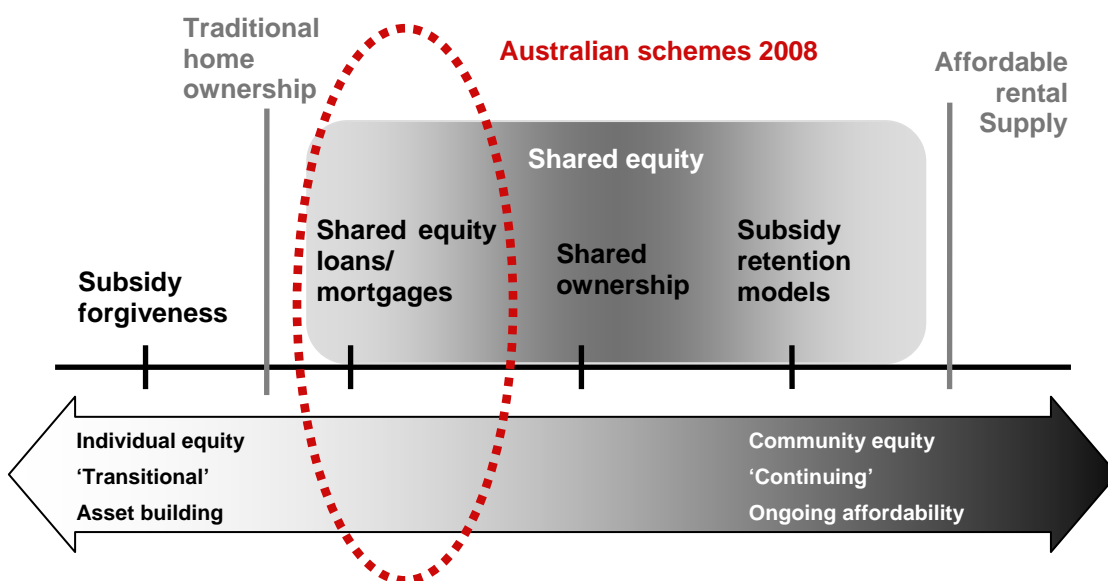 Traditional
home
ownership
Australian schemes 2008
Affordable
rental
Supply
Shared equity
Shared equity
loans/
mortgages
Shared
ownership
Subsidy
retention
models
Subsidy
forgiveness
Individual equity
‘Transitional’
Asset building
Community equity
‘Continuing’
Ongoing affordability